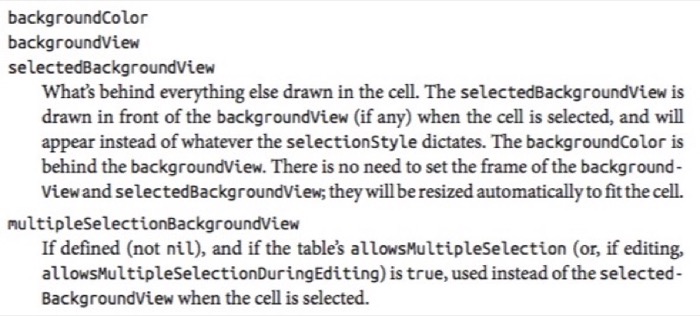 backgroundColor
backgroundView
selectedBackgroundView
What's behind everything else drawn in the cell. The selectedBackgroundView is
drawn in front of the backgroundView (if any) when the cell is selected, and will
appear instead of whatever the selectionStyle dictates. The backgroundColor is
behind the backgroundView. There is no need to set the frame of the background-
View and selectedBackgroundView; they will be resized automatically to fit the cell.
multipleSelectionBackgroundView
If defined (not nil), and if the table's allowsMultipleSelection (or, if editing,
allowsMultipleSelectionDuringEditing) is true, used instead of the selected-
BackgroundView when the cell is selected.